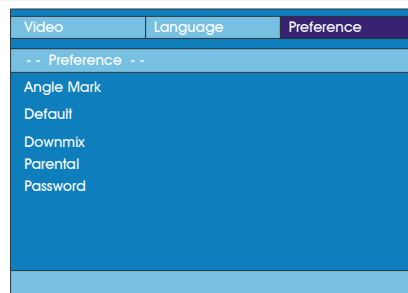 Video Language Preference
- - Preference - -
Angle Mark
Default
Downmix
Parental
Password